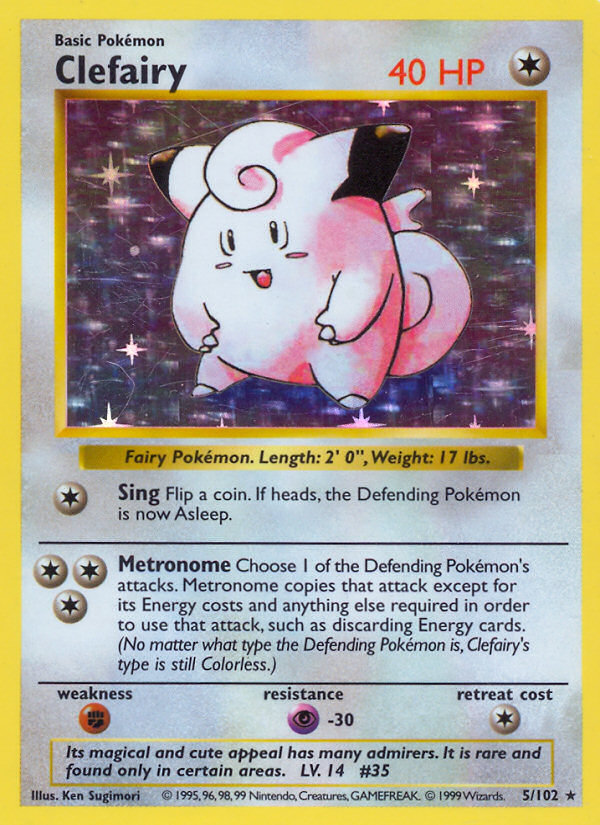 Basic Pokémon
Clefairy
40 HP
Fairy Pokémon. Length: 2' 0", Weight: 17 lbs.
Sing Flip a coin. If heads, the Defending Pokémon
is now Asleep.
Metronome Choose 1 of the Defending Pokémon's
attacks. Metronome copies that attack except for
its Energy costs and anything else required in order
to use that attack, such as discarding Energy cards.
(No matter what type the Defending Pokémon is, Clefairy's
type is still Colorless.)
weakness resistance retreat cost
-30
Its magical and cute appeal has many admirers. It is rare and
found only in certain areas. LV. 14 #35
Illus. Ken Sugimori © 1995, 96, 98, 99 Nintendo, Creatures, GAMEFREAK. © 1999 Wizards. 5/102 ★